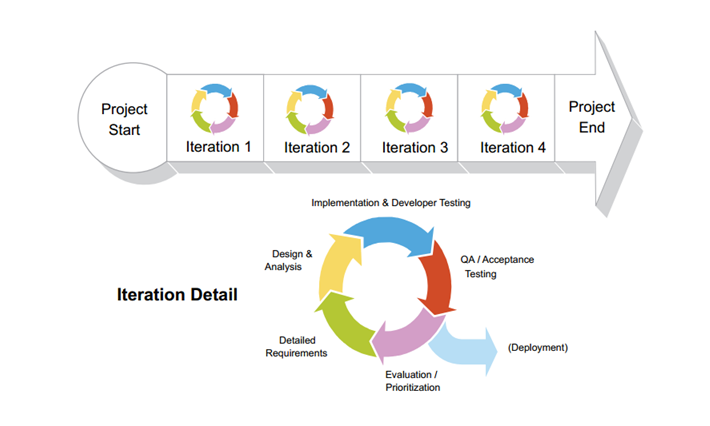 Project
Start
Iteration 1
Iteration 2
Iteration 3
Iteration 4
Project
End
Implementation & Developer Testing
Design &
Analysis
QA / Acceptance
Testing
Iteration Detail
Detailed
Requirements
(Deployment)
Evaluation /
Prioritization